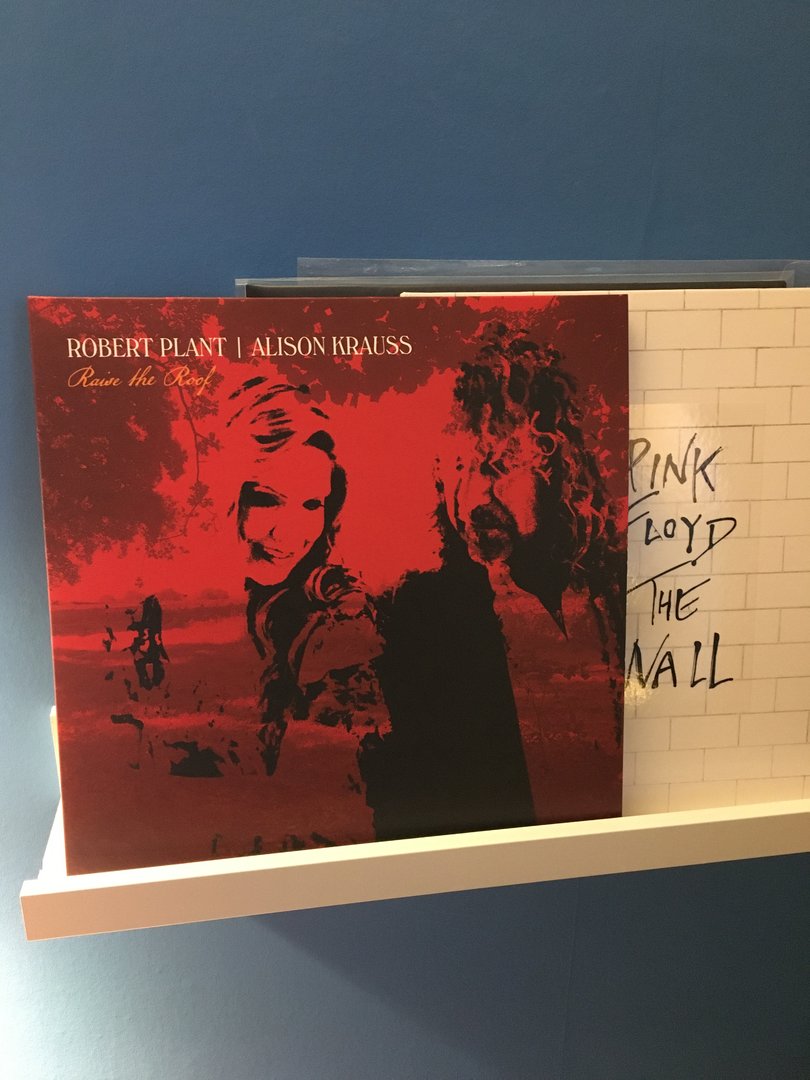 ROBERT PLANT | ALISON KRAUSS
Raise the Roof
PINK
FLOYD
THE
WALL